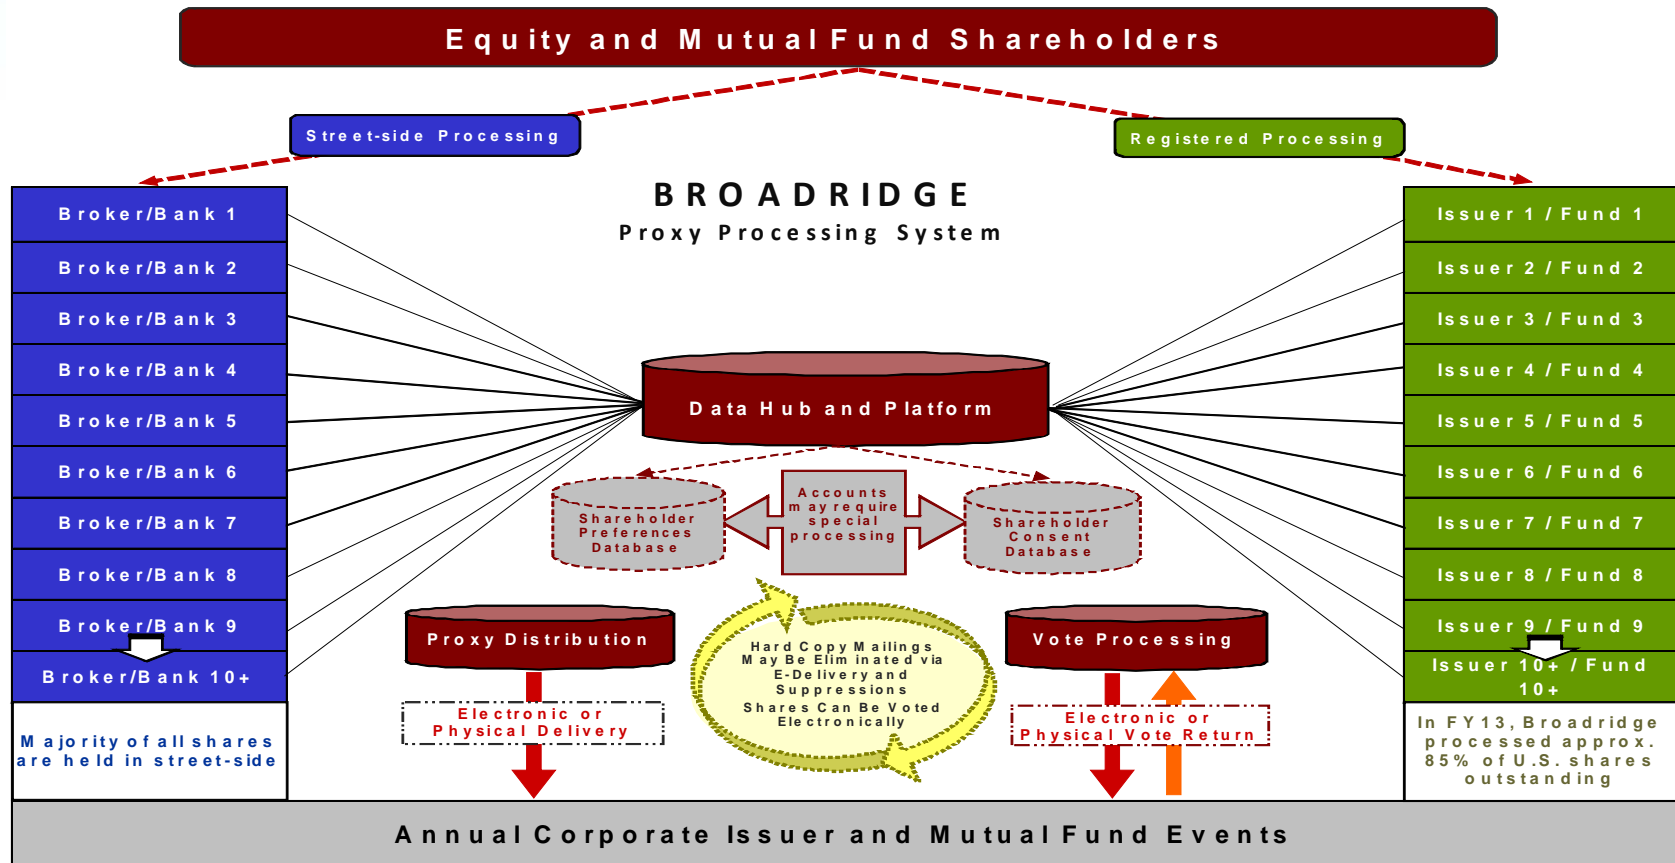 Equity and Mutual Fund Shareholders
Street-side Processing
Registered Processing
BROADRIDGE
Proxy Processing System
Broker/Bank 1
Broker/Bank 2
Broker/Bank 3
Broker/Bank 4
Broker/Bank 5
Broker/Bank 6
Broker/Bank 7
Broker/Bank 8
Broker/Bank 9
Broker/Bank 10+
Majority of all shares
are held in street-side
Data Hub and Platform
Shareholder
Preferences
Database
Accounts
may require
special
processing
Shareholder
Consent
Database
Proxy Distribution
Electronic or
Physical Delivery
Hard Copy Mailings
May Be Eliminated via
E-Delivery and
Suppressions
Shares Can Be Voted
Electronically
Vote Processing
Electronic or
Physical Vote Return
Issuer 1 / Fund 1
Issuer 2 / Fund 2
Issuer 3 / Fund 3
Issuer 4 / Fund 4
Issuer 5 / Fund 5
Issuer 6 / Fund 6
Issuer 7 / Fund 7
Issuer 8 / Fund 8
Issuer 9 / Fund 9
Issuer 10+ / Fund
10+
In FY13, Broadridge
processed approx.
85% of U.S. shares
outstanding
Annual Corporate Issuer and Mutual Fund Events